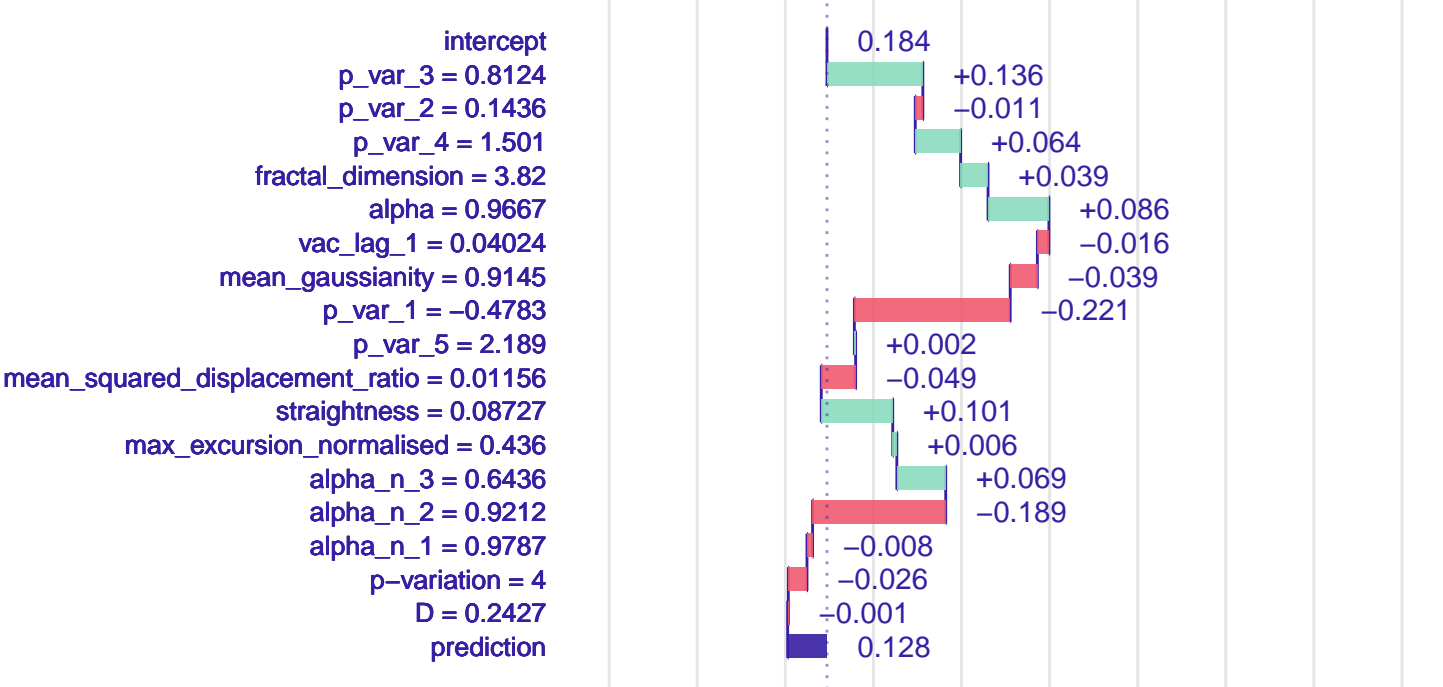 intercept 0.184
p_var_3 = 0.8124 +0.136
p_var_2 = 0.1436 −0.011
p_var_4 = 1.501 +0.064
fractal_dimension = 3.82 +0.039
alpha = 0.9667 +0.086
vac_lag_1 = 0.04024 −0.016
mean_gaussianity = 0.9145 −0.039
p_var_1 = −0.4783 −0.221
p_var_5 = 2.189 +0.002
mean_squared_displacement_ratio = 0.01156 −0.049
straightness = 0.08727 +0.101
max_excursion_normalised = 0.436 +0.006
alpha_n_3 = 0.6436 +0.069
alpha_n_2 = 0.9212 −0.189
alpha_n_1 = 0.9787 −0.008
p−variation = 4 −0.026
D = 0.2427 −0.001
prediction 0.128